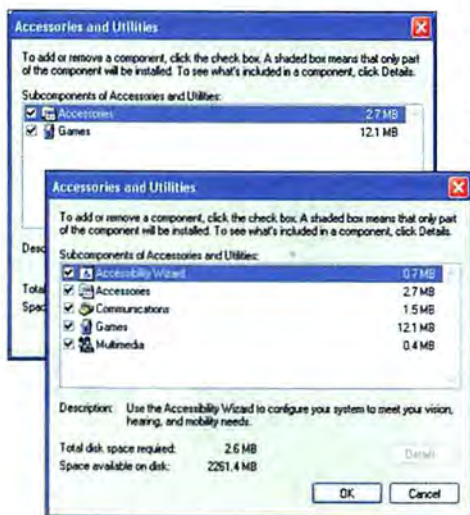 Accessories and Utilities
To add or remove a component, click the check box. A shaded box means that only part
of the component will be installed. To see what's included in a component, click Details.
Subcomponents of Accessories and Utilities:
Accessories 2.7 MB
Games 12.1 MB
Desc
Total
Spac
Accessories and Utilities
To add or remove a component, click the check box. A shaded box means that only part
of the component will be installed. To see what's included in a component, click Details.
Subcomponents of Accessories and Utilities:
Accessibility Wizard 0.7 MB
Accessories 2.7 MB
Communications 1.5 MB
Games 12.1 MB
Multimedia 0.4 MB
Description: Use the Accessibility Wizard to configure your system to meet your vision,
hearing, and mobility needs.
Total disk space required: 2.6 MB
Space available on disk: 2261.4 MB
Details
OK Cancel